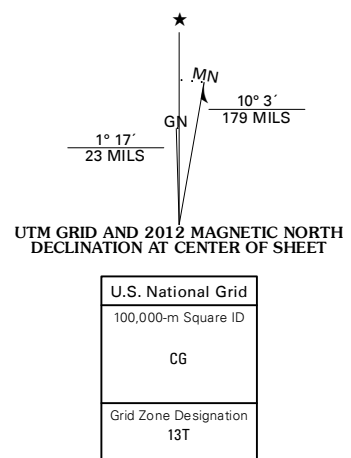 ★
MN
GN
10° 3´
179 MILS
1° 17´
23 MILS
UTM GRID AND 2012 MAGNETIC NORTH
DECLINATION AT CENTER OF SHEET
U.S. National Grid
100,000-m Square ID
CG
Grid Zone Designation
13T